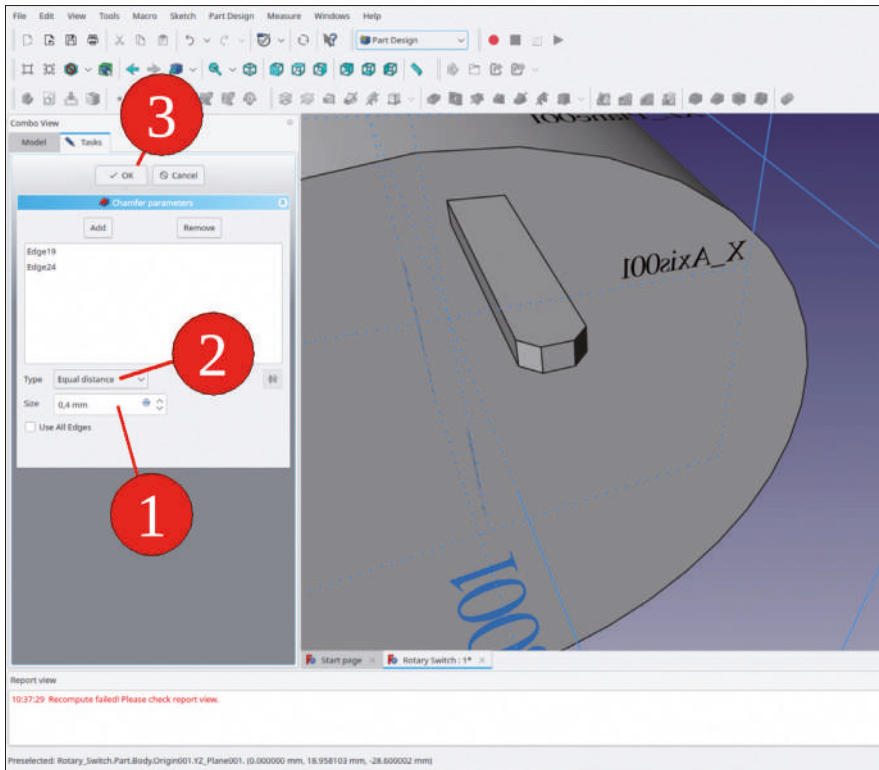 File Edit View Tools Macro Sketch Part Design Measure Windows Help
Part Design
3
Combo View
Model Tasks
OK Cancel
Chamfer parameters
Add Remove
Edge19
Edge24
2
Type Equal distance
Size 0,4 mm
Use All Edges
1
XZ_Plane001
X_Axis001
001
Start page Rotary Switch : 1*
Report view
10:37:29 Recompute failed! Please check report view.
Preselected: Rotary_Switch.Part.Body.Origin001.YZ_Plane001. (0.000000 mm, 18.958103 mm, -28.600002 mm)